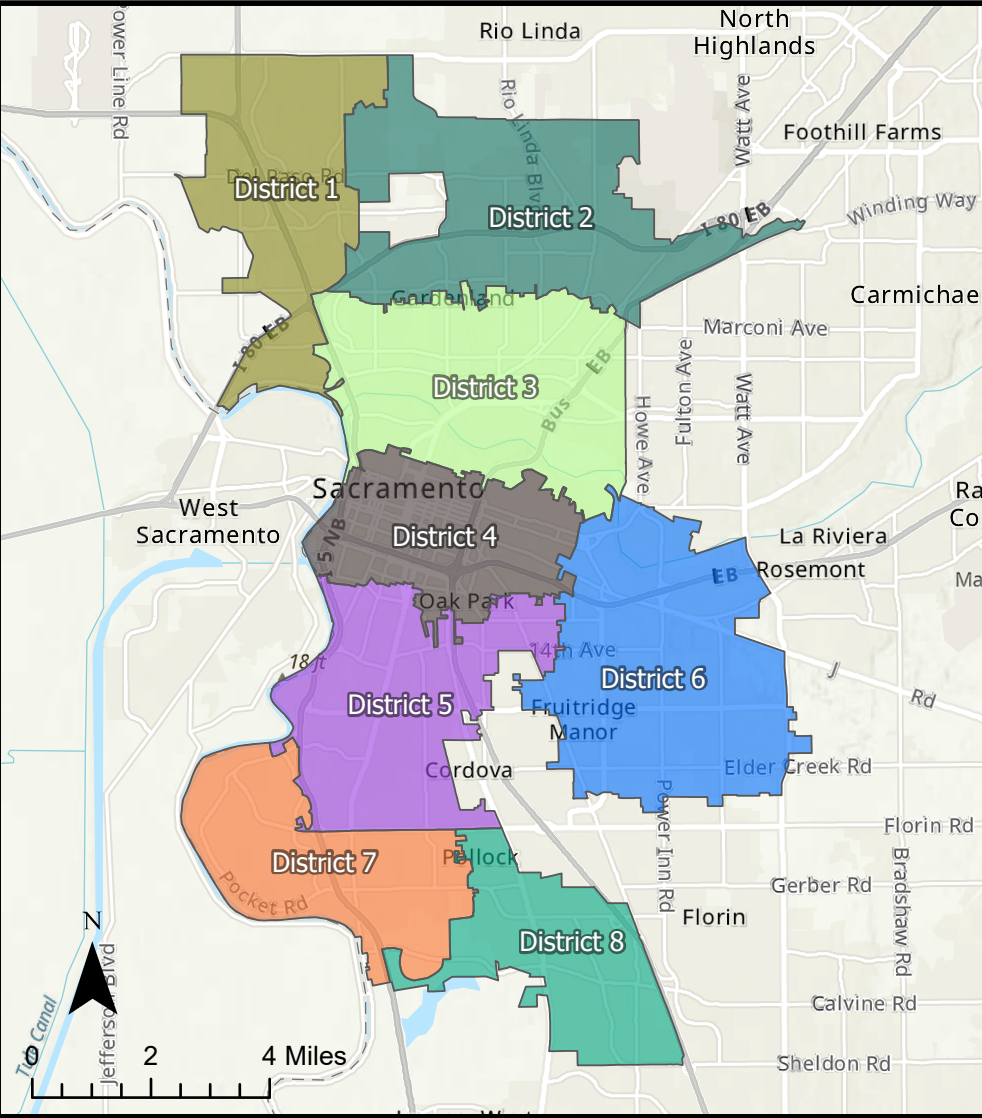 Power Line Rd
Rio Linda
North
Highlands
Rio Linda Blvd
Watt Ave
Foothill Farms
Del Paso Rd
District 1
District 2
I 80 EB
Winding Way
Gardenland
Carmichae
I 80 EB
Marconi Ave
District 3
EB
Bus
Fulton Ave
Watt Ave
Howe Ave
Sacramento
West
Sacramento
District 4
I 5 NB
Ra
Co
La Riviera
EB
Rosemont
Ma
Oak Park
14th Ave
18 ft
District 5
District 6
J
Rd
Fruitridge
Manor
Cordova
Elder Creek Rd
Power Inn Rd
Florin Rd
District 7
Pollock
Pocket Rd
Gerber Rd
Bradshaw Rd
Florin
District 8
N
Jefferson Blvd
Calvine Rd
Canal
0 2 4 Miles
Sheldon Rd